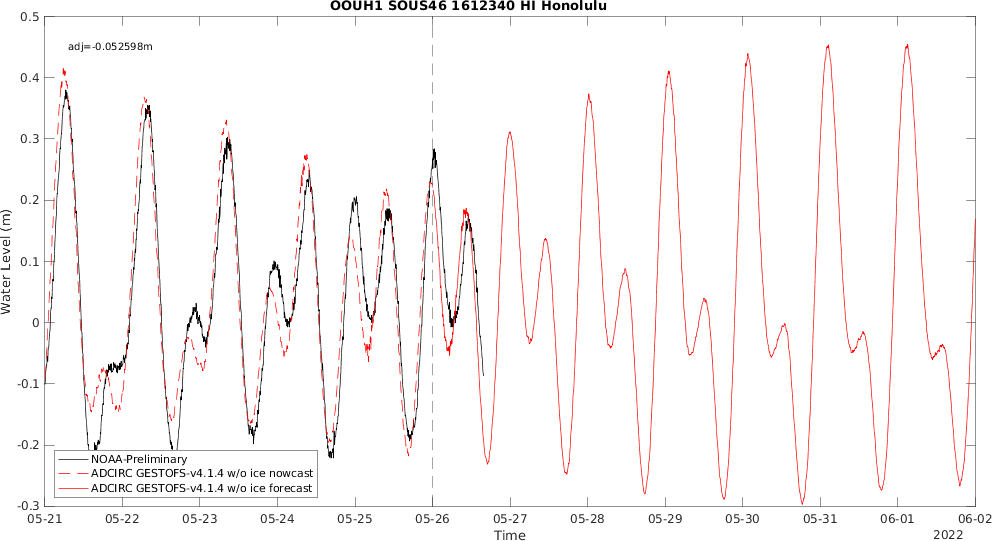 OOUH1 SOUS46 1612340 HI Honolulu
adj=-0.052598m
Water Level (m)
0.5
0.4
0.3
0.2
0.1
0
-0.1
-0.2
-0.3
NOAA-Preliminary
ADCIRC GESTOFS-v4.1.4 w/o ice nowcast
ADCIRC GESTOFS-v4.1.4 w/o ice forecast
05-21 05-22 05-23 05-24 05-25 05-26 05-27 05-28 05-29 05-30 05-31 06-01 06-02
Time
2022